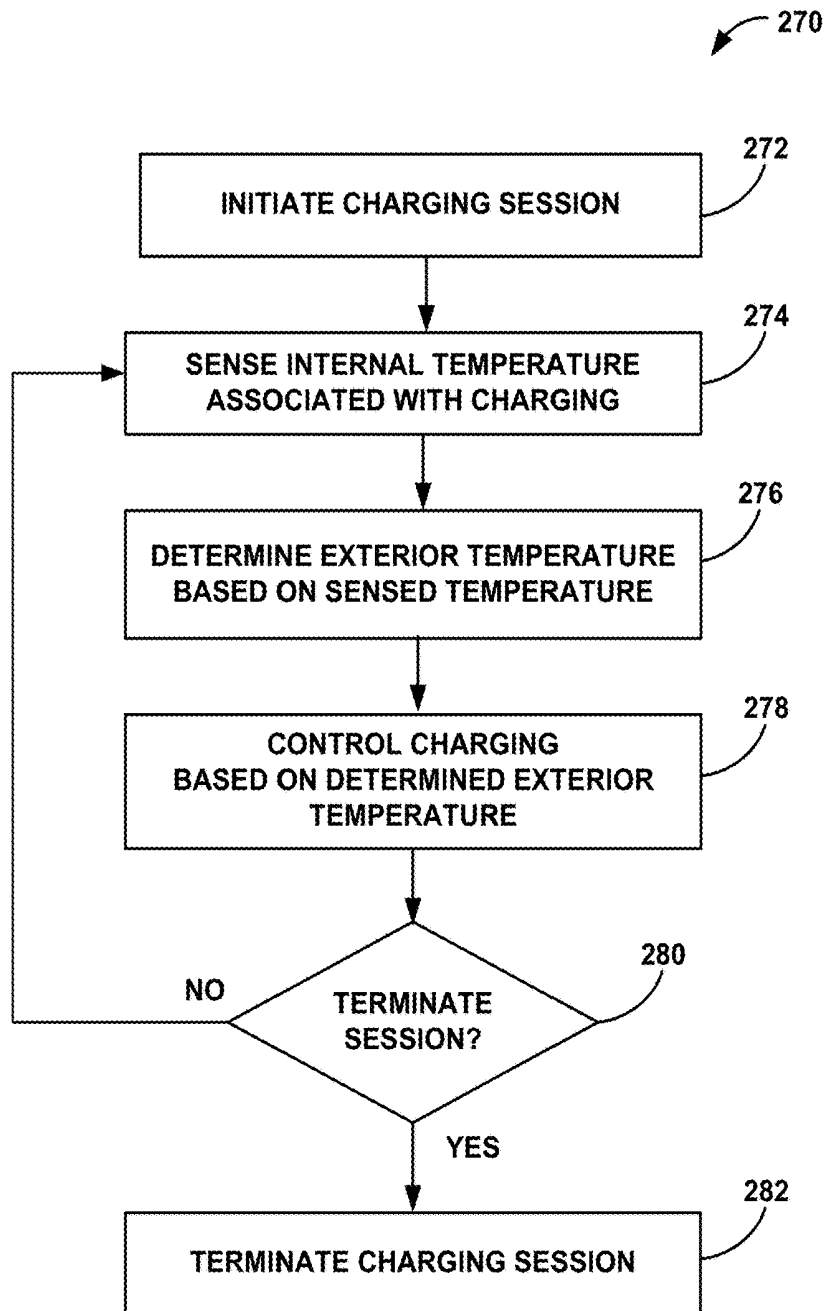 270
272
INITIATE CHARGING SESSION
274
SENSE INTERNAL TEMPERATURE
ASSOCIATED WITH CHARGING
276
DETERMINE EXTERIOR TEMPERATURE
BASED ON SENSED TEMPERATURE
278
CONTROL CHARGING
BASED ON DETERMINED EXTERIOR
TEMPERATURE
280
NO
TERMINATE
SESSION?
YES
282
TERMINATE CHARGING SESSION